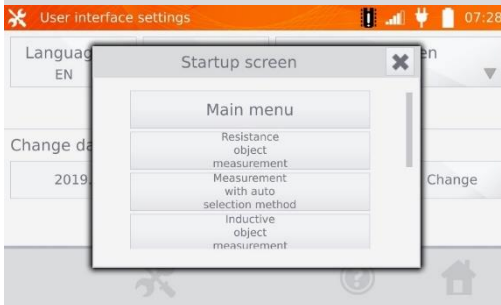 User interface settings
07:28
Languag
en
EN
Startup screen
Main menu
Resistance
object
measurement
Measurement
with auto
selection method
Inductive
object
measurement
Change da
2019.
Change